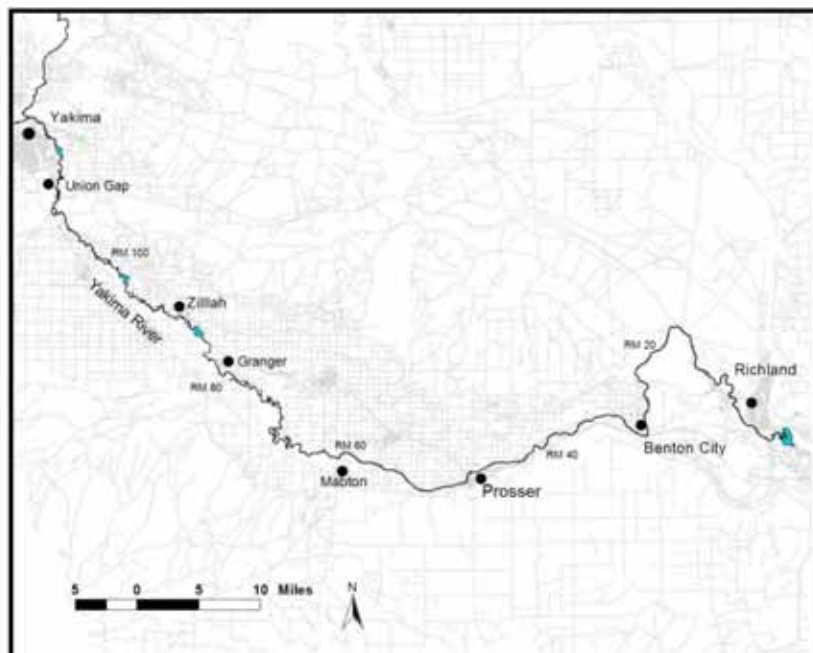 Yakima
Union Gap
RM 100
Yakima River
Zilllah
Granger
RM 80
RM 20
Richland
Benton City
RM 60
RM 40
Mabton
Prosser
5 0 5 10 Miles
N